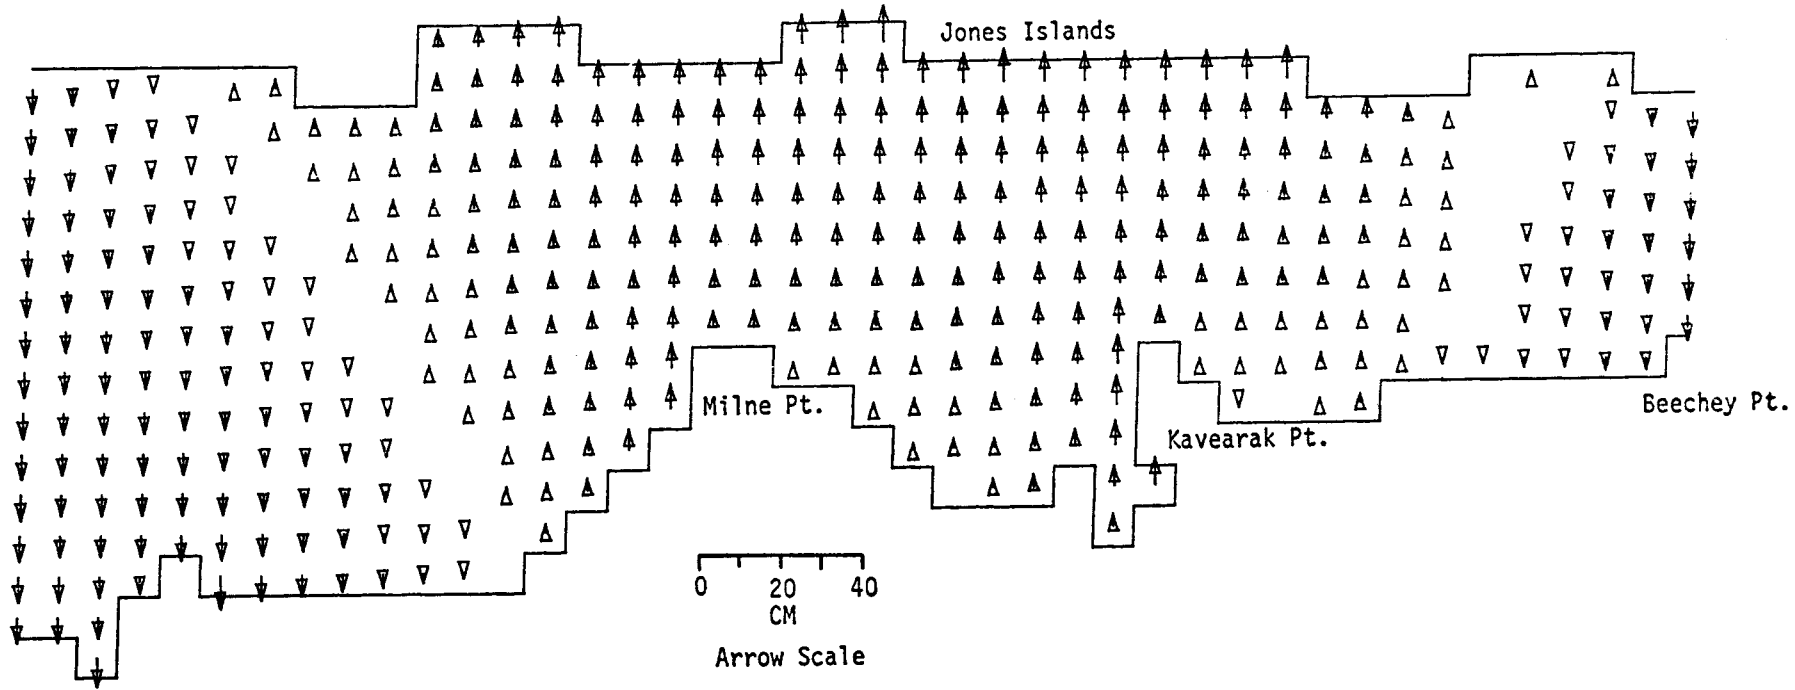 Jones Islands
Milne Pt.
Beechey Pt.
Kavearak Pt.
0 20 40
CM
Arrow Scale